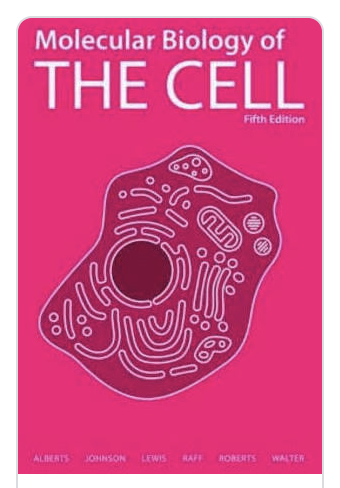 Molecular Biology of
THE CELL
Fifth Edition
ALBERTS JOHNSON LEWIS RAFF ROBERTS WALTER